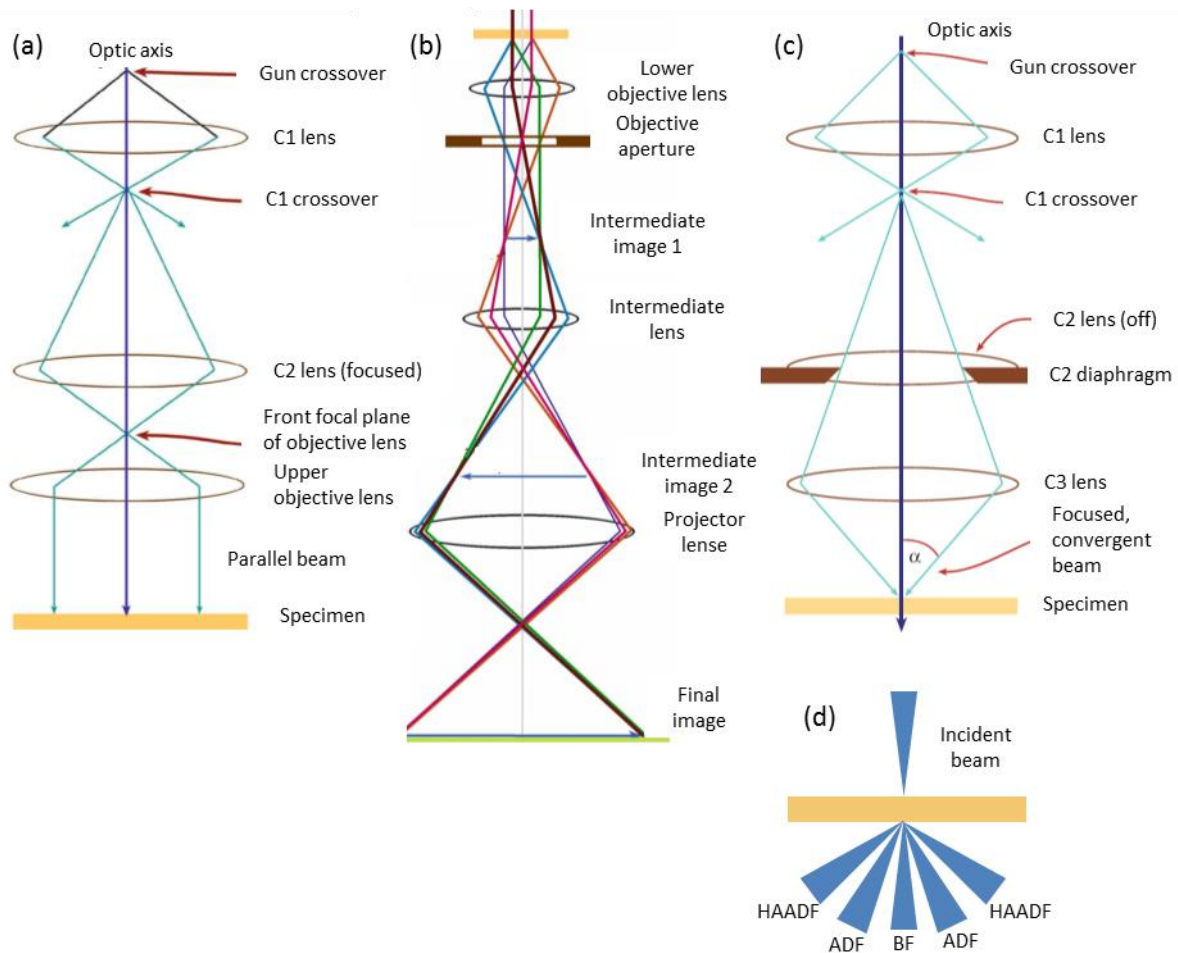 (a)
Optic axis
Gun crossover
C1 lens
C1 crossover
C2 lens (focused)
Front focal plane
of objective lens
Upper
objective lens
Parallel beam
Specimen
(b)
Lower
objective lens
Objective
aperture
Intermediate
image 1
Intermediate
lens
Intermediate
image 2
Projector
lense
Final
image
(c)
Optic axis
Gun crossover
C1 lens
C1 crossover
C2 lens (off)
C2 diaphragm
C3 lens
Focused,
convergent
beam
α
Specimen
(d)
Incident
beam
HAADF
ADF
BF
ADF
HAADF